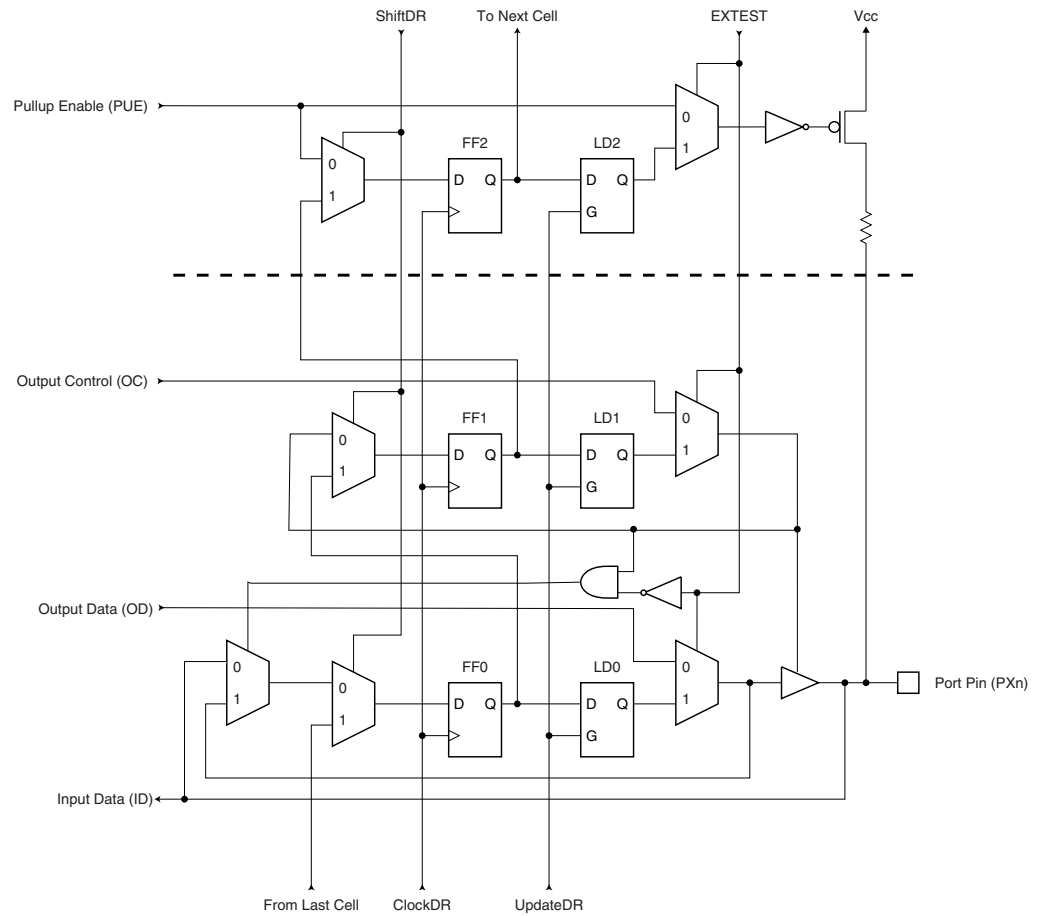 ShiftDR To Next Cell EXTEST Vcc
Pullup Enable (PUE)
0
1
FF2
D Q
LD2
D Q
G
0
1
Output Control (OC)
0
1
FF1
D Q
LD1
D Q
G
0
1
Output Data (OD)
0
1
0
1
FF0
D Q
LD0
D Q
G
0
1
Port Pin (PXn)
Input Data (ID)
From Last Cell ClockDR UpdateDR